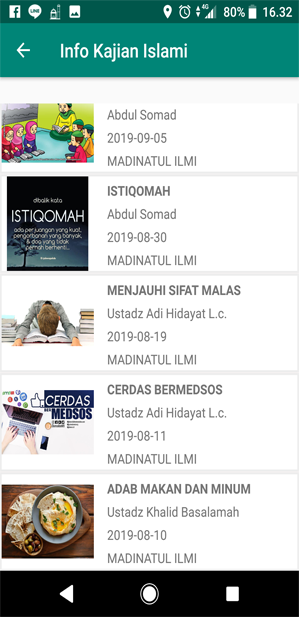 4G
80%
16.32
Info Kajian Islami
Abdul Somad
2019-09-05
MADINATUL ILMI
dibalik kata
ISTIQOMAH
ada perjuangan yang kuat,
pengorbanan yang banyak,
& doa yang tidak
pernah berhenti...
ISTIQOMAH
Abdul Somad
2019-08-30
MADINATUL ILMI
MENJAUHI SIFAT MALAS
Ustadz Adi Hidayat L.c.
2019-08-19
MADINATUL ILMI
CERDAS
BERMEDSOS
CERDAS BERMEDSOS
Ustadz Adi Hidayat L.c.
2019-08-11
MADINATUL ILMI
ADAB MAKAN DAN MINUM
Ustadz Khalid Basalamah
2019-08-10
MADINATUL ILMI